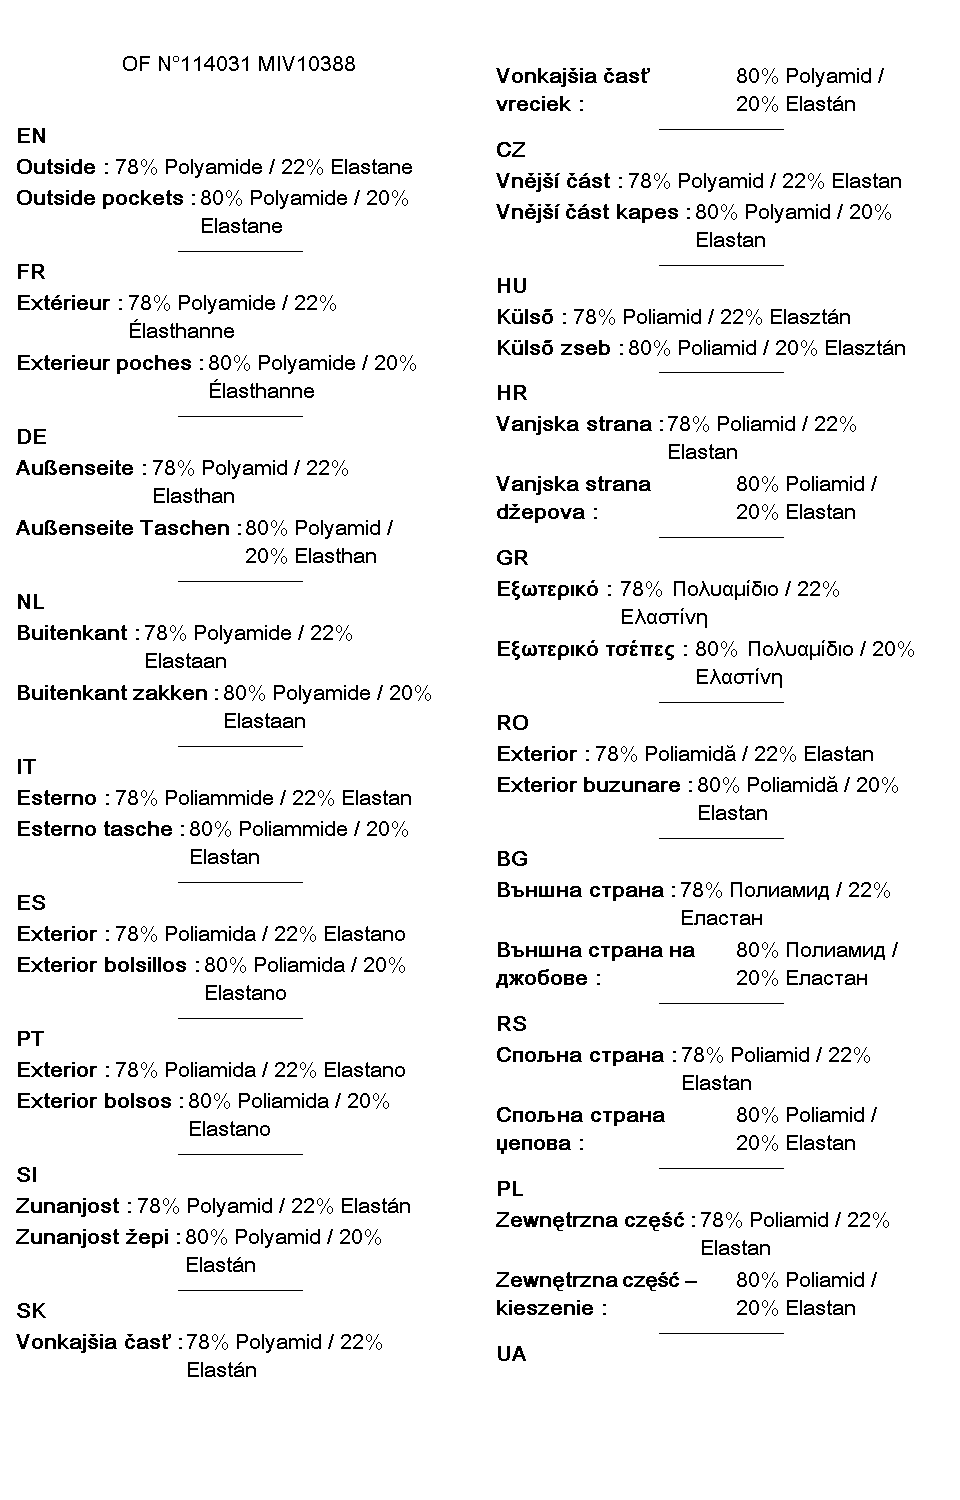 OF N°114031 MIV10388
EN
Outside : 78% Polyamide / 22% Elastane
Outside pockets : 80% Polyamide / 20%
Elastane
FR
Extérieur : 78% Polyamide / 22%
Élasthanne
Exterieur poches : 80% Polyamide / 20%
Élasthanne
DE
Außenseite : 78% Polyamid / 22%
Elasthan
Außenseite Taschen : 80% Polyamid /
20% Elasthan
NL
Buitenkant : 78% Polyamide / 22%
Elastaan
Buitenkant zakken : 80% Polyamide / 20%
Elastaan
IT
Esterno : 78% Poliammide / 22% Elastan
Esterno tasche : 80% Poliammide / 20%
Elastan
ES
Exterior : 78% Poliamida / 22% Elastano
Exterior bolsillos : 80% Poliamida / 20%
Elastano
PT
Exterior : 78% Poliamida / 22% Elastano
Exterior bolsos : 80% Poliamida / 20%
Elastano
SI
Zunanjost : 78% Polyamid / 22% Elastán
Zunanjost žepi : 80% Polyamid / 20%
Elastán
SK
Vonkajšia časť : 78% Polyamid / 22%
Elastán
Vonkajšia časť 80% Polyamid /
vreciek : 20% Elastán
CZ
Vnější část : 78% Polyamid / 22% Elastan
Vnější část kapes : 80% Polyamid / 20%
Elastan
HU
Külső : 78% Poliamid / 22% Elasztán
Külső zseb : 80% Poliamid / 20% Elasztán
HR
Vanjska strana : 78% Poliamid / 22%
Elastan
Vanjska strana 80% Poliamid /
džepova : 20% Elastan
GR
Εξωτερικό : 78% Πολυαμίδιο / 22%
Ελαστίνη
Εξωτερικό τσέπες : 80% Πολυαμίδιο / 20%
Ελαστίνη
RO
Exterior : 78% Poliamidă / 22% Elastan
Exterior buzunare : 80% Poliamidă / 20%
Elastan
BG
Външна страна : 78% Полиамид / 22%
Еластан
Външна страна на 80% Полиамид /
джобове : 20% Еластан
RS
Спољна страна : 78% Poliamid / 22%
Elastan
Спољна страна 80% Poliamid /
џепова : 20% Elastan
PL
Zewnętrzna część : 78% Poliamid / 22%
Elastan
Zewnętrzna część – 80% Poliamid /
kieszenie : 20% Elastan
UA